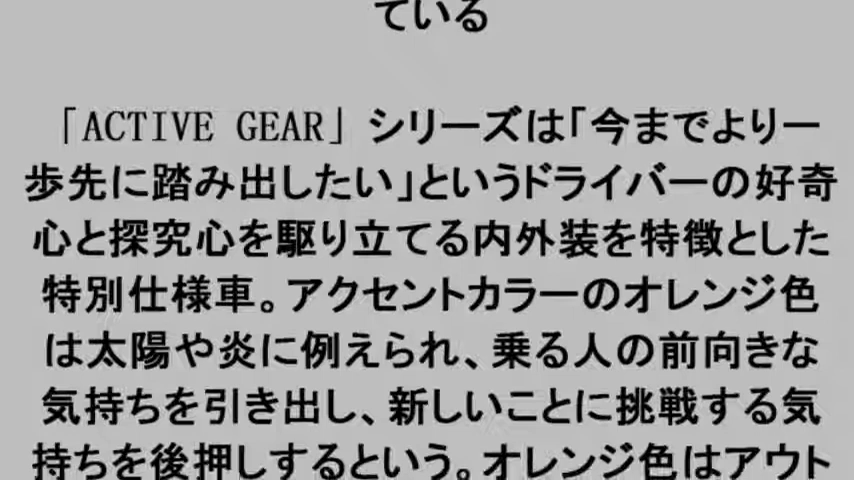 ている
「ACTIVE GEAR」シリーズは「今までより一
歩先に踏み出したい」というドライバーの好奇
心と探究心を駆り立てる内外装を特徴とした
特別仕様車。アクセントカラーのオレンジ色
は太陽や炎に例えられ、乗る人の前向きな
気持ちを引き出し、新しいことに挑戦する気
持ちを後押しするという。オレンジ色はアウト